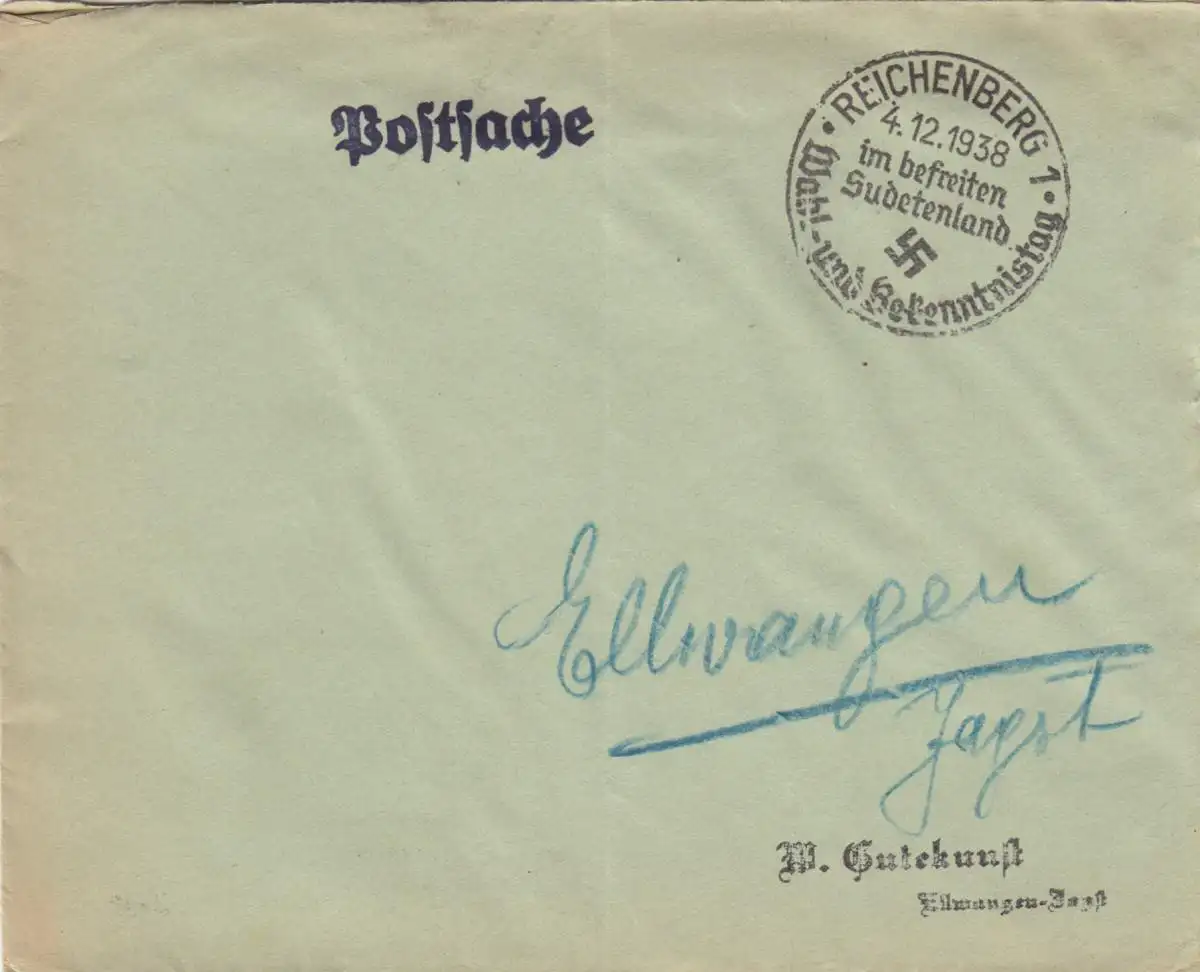 Postsache
REICHENBERG 1
4.12.1938
im befreiten
Sudetenland
Wahl- und Bekenntnistag
Ellwangen
Jagst
W. Gutekunst
Ellwangen-Jagst